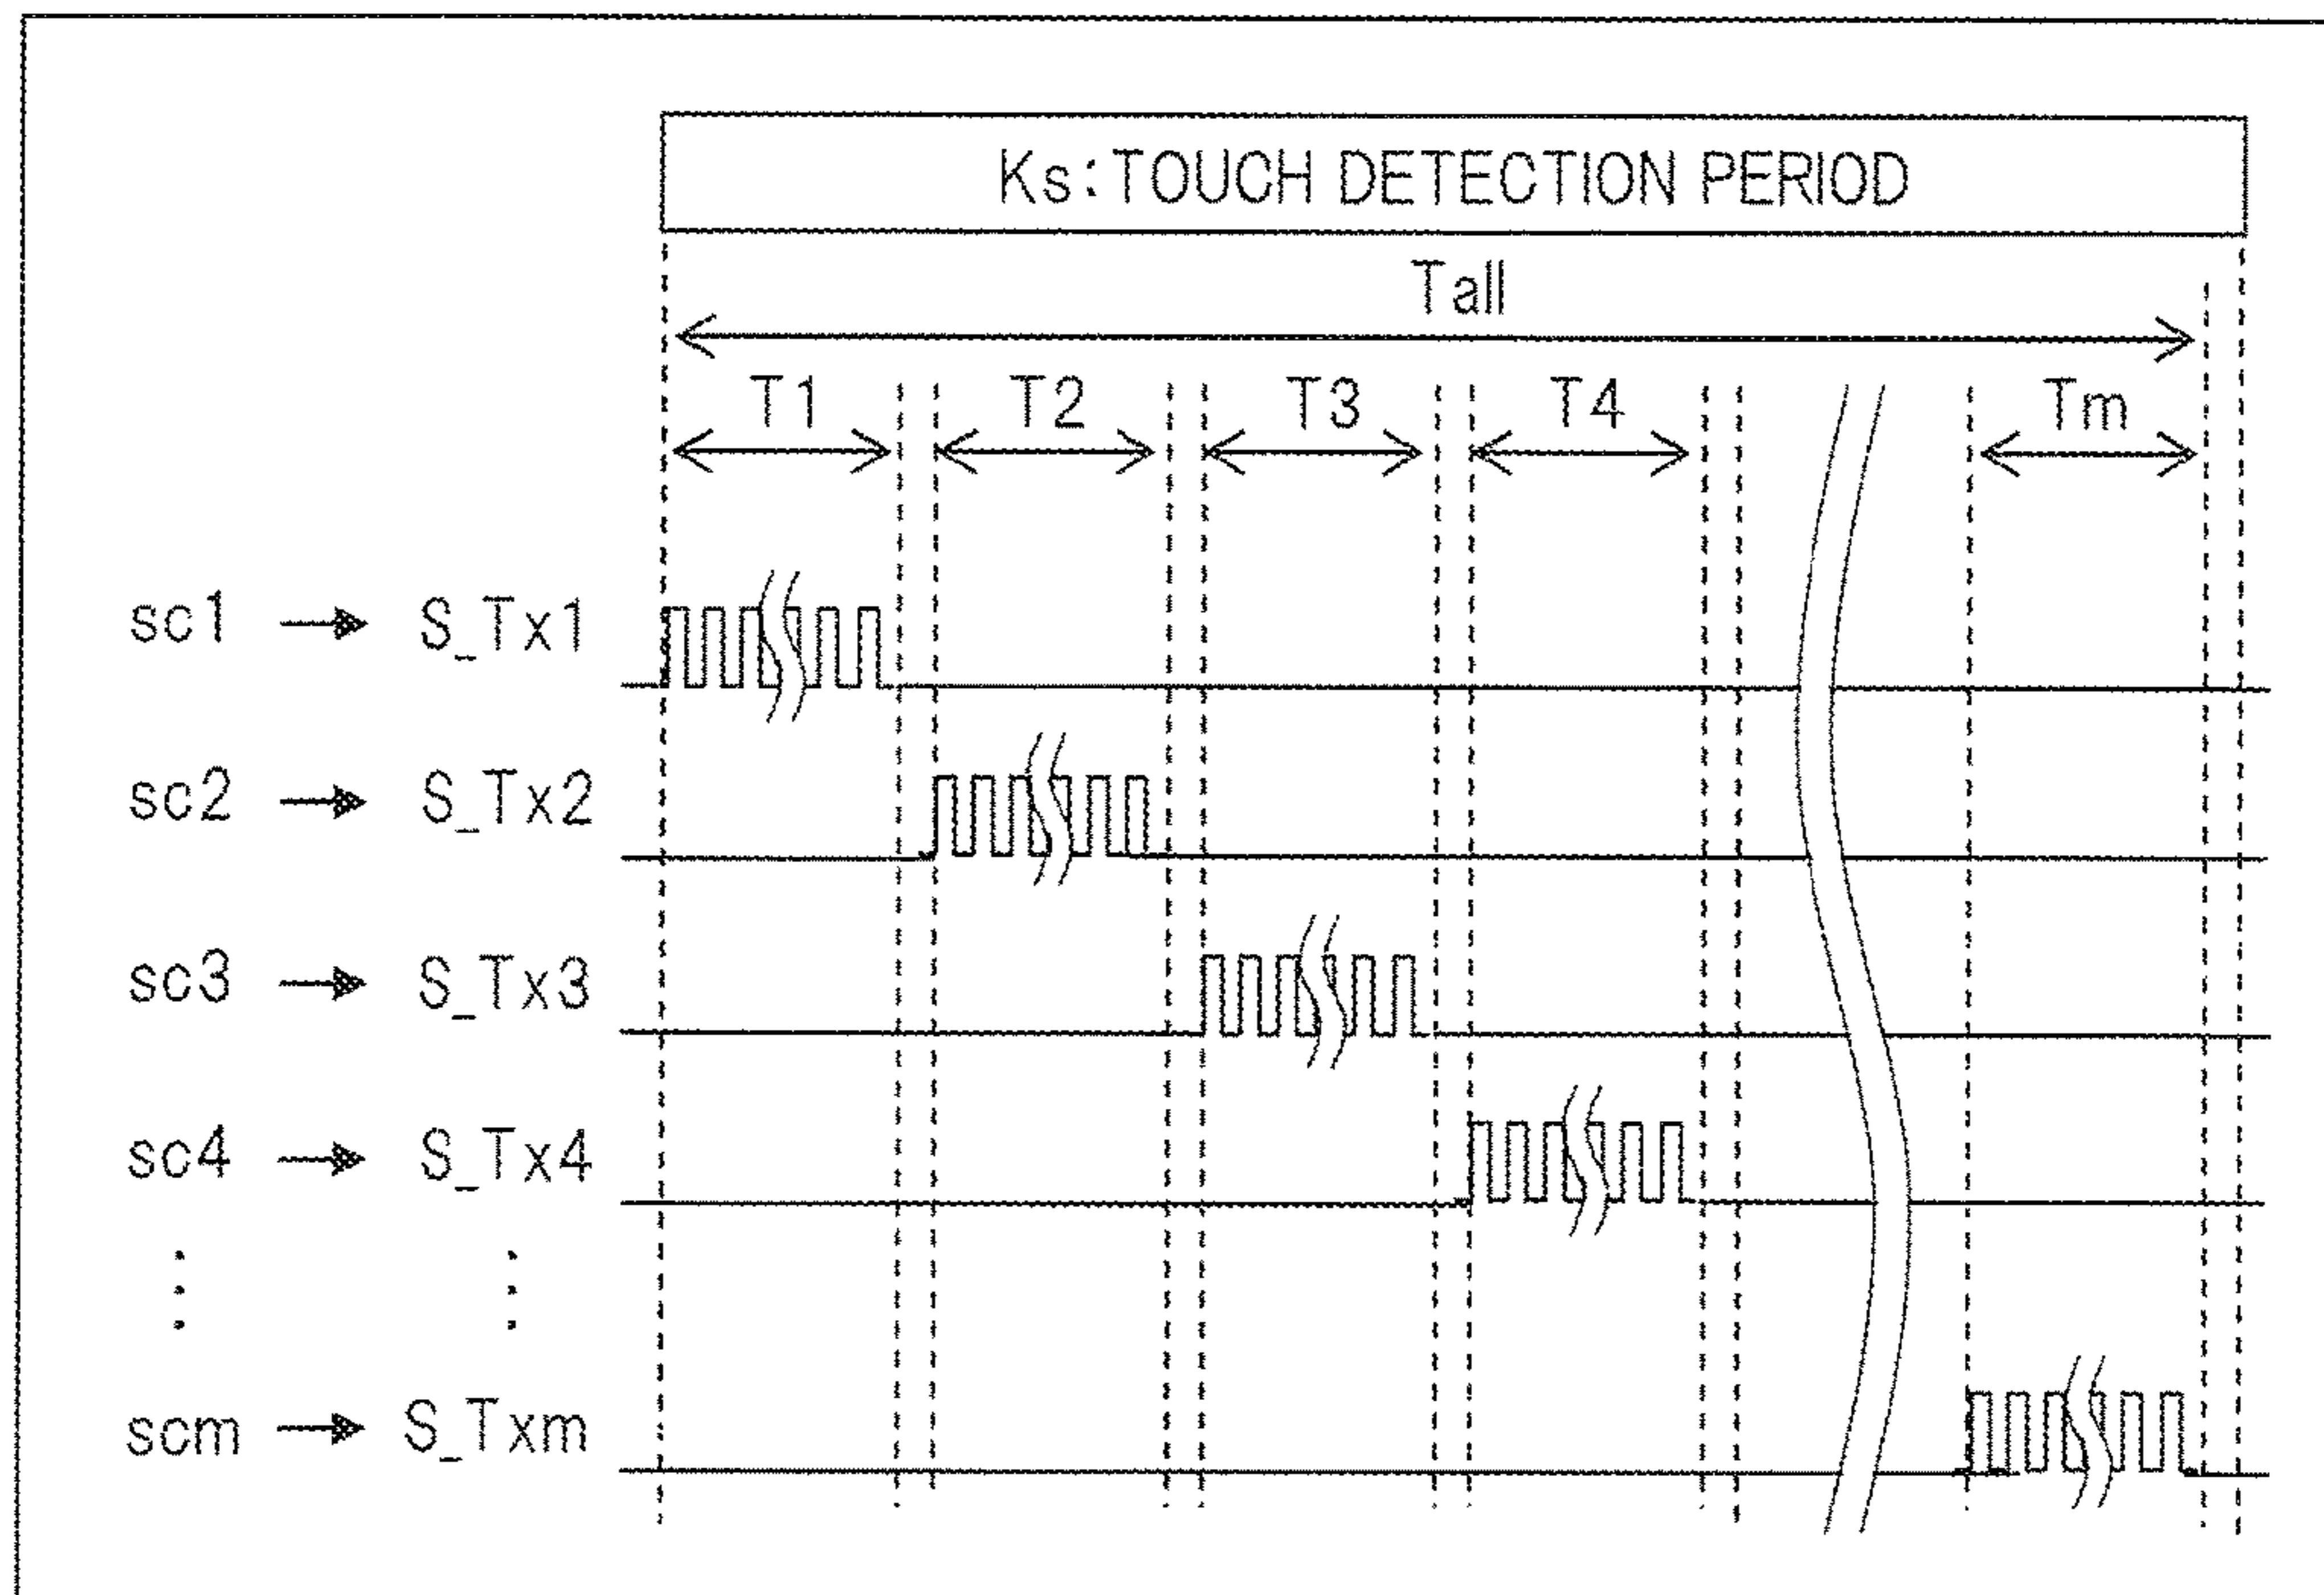 Ks:TOUCH DETECTION PERIOD
Tall
T1 T2 T3 T4 Tm
sc1 → S_Tx1
sc2 → S_Tx2
sc3 → S_Tx3
sc4 → S_Tx4
scm → S_Txm